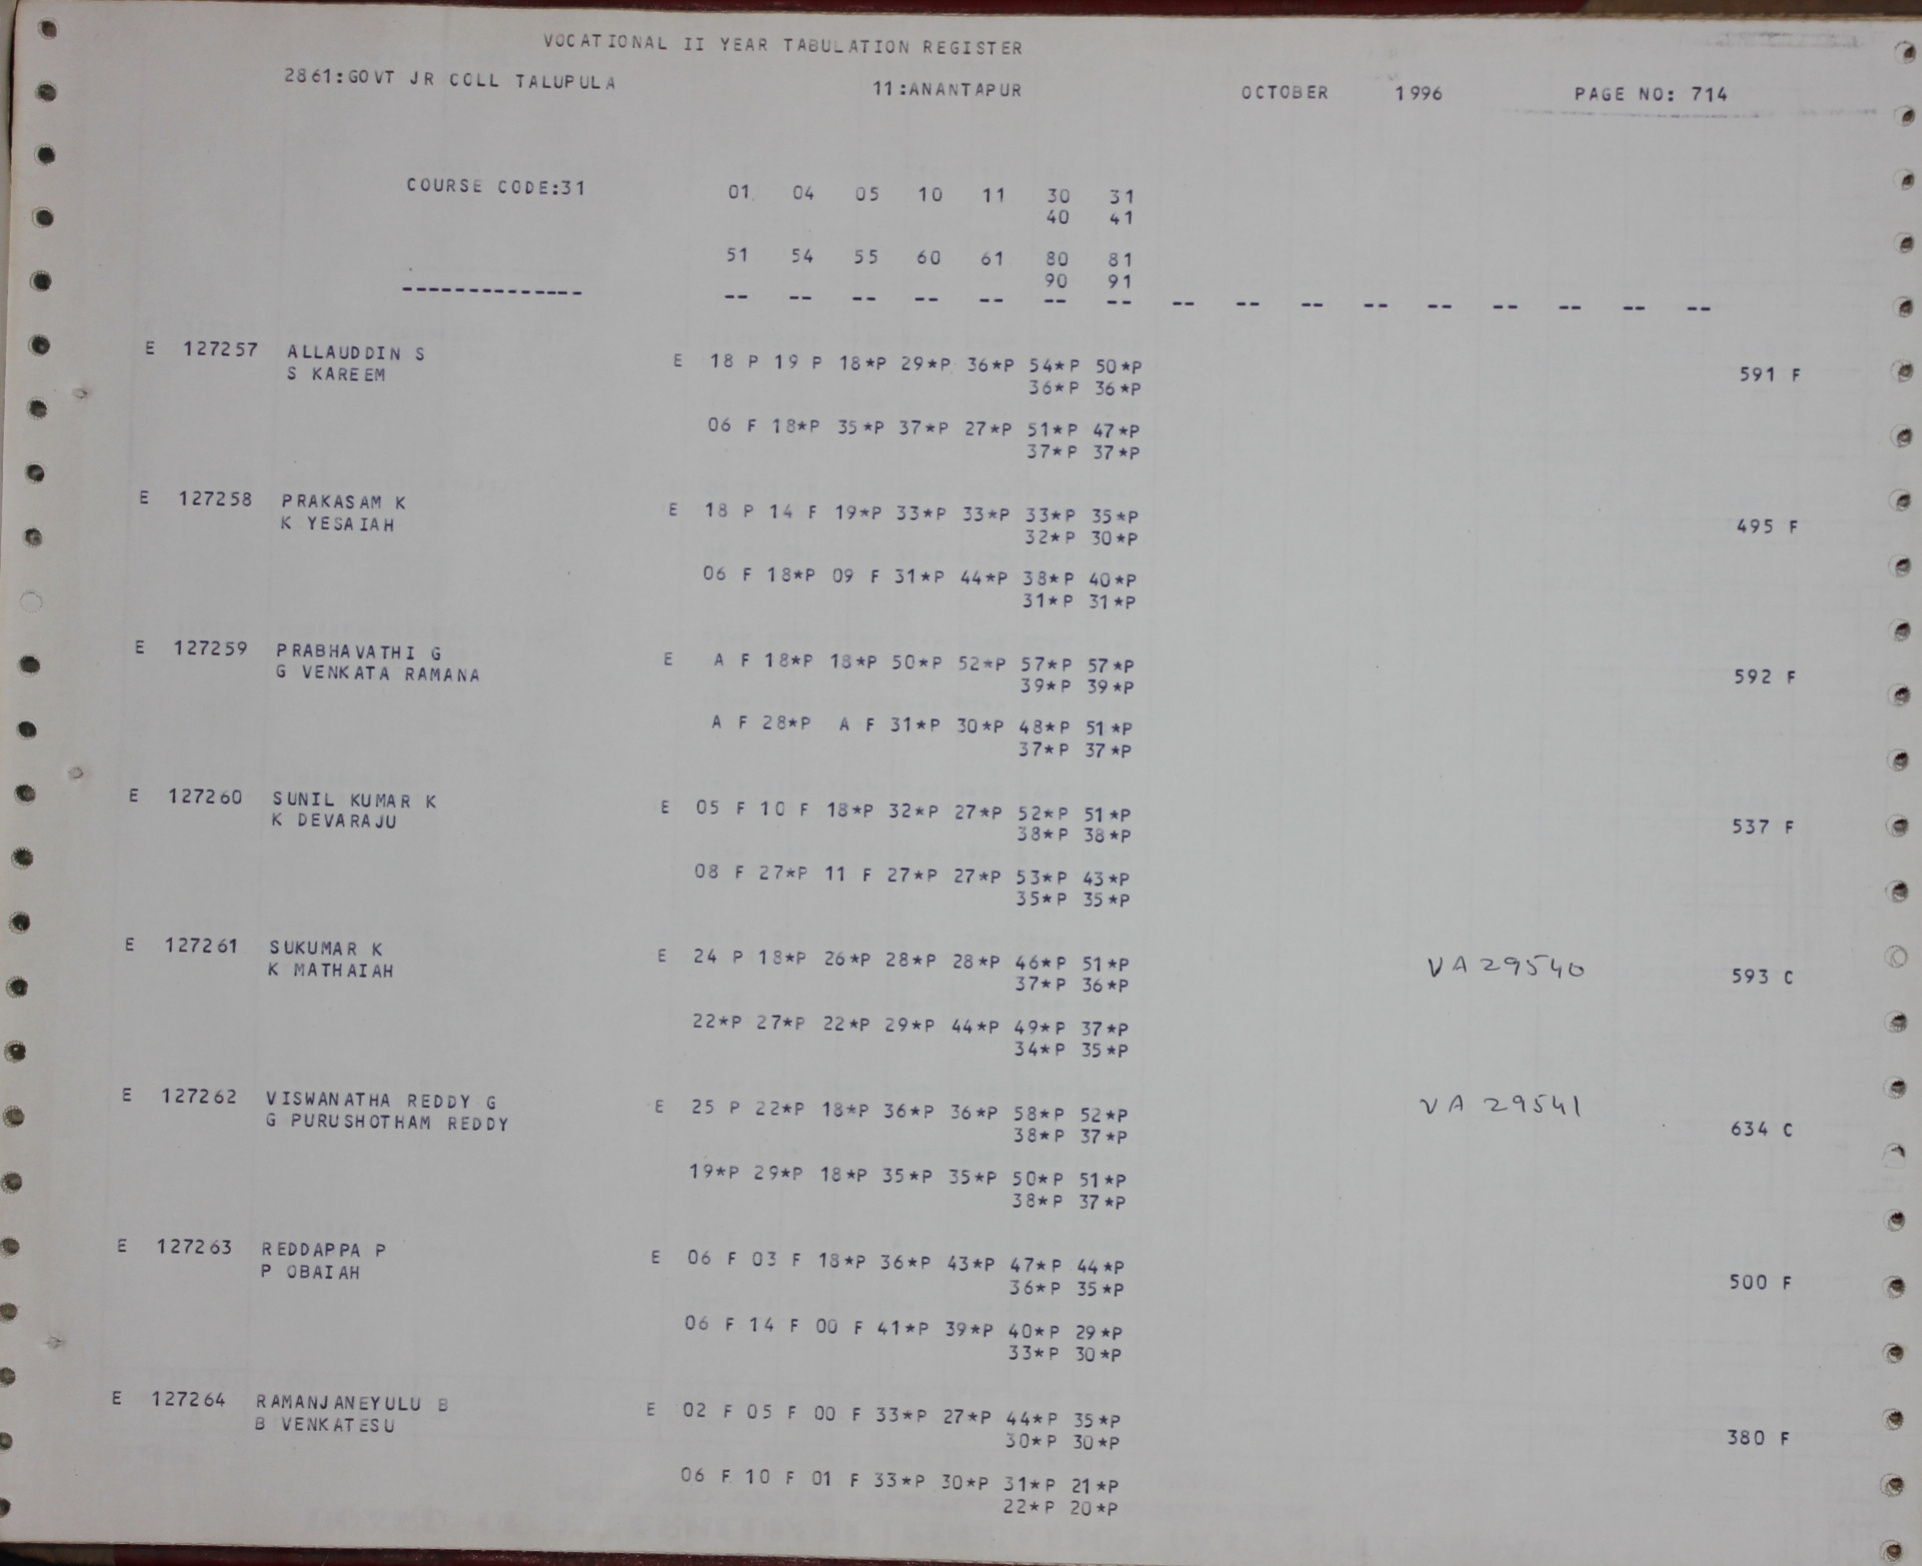 VOCATIONAL II YEAR TABULATION REGISTER
2861:GOVT JR COLL TALUPULA 11:ANANTAPUR OCTOBER 1996 PAGE NO: 714
COURSE CODE:31 01 04 05 10 11 30 31
40 41
51 54 55 60 61 80 81
90 91
-------------- -- -- -- -- -- -- -- -- -- -- -- -- -- -- -- --
E 127257 ALLAUDDIN S E 18 P 19 P 18*P 29*P 36*P 54*P 50*P 591 F
S KAREEM 36*P 36*P
06 F 18*P 35*P 37*P 27*P 51*P 47*P
37*P 37*P
E 127258 PRAKASAM K E 18 P 14 F 19*P 33*P 33*P 33*P 35*P 495 F
K YESAIAH 32*P 30*P
06 F 18*P 09 F 31*P 44*P 38*P 40*P
31*P 31*P
E 127259 PRABHAVATHI G E A F 18*P 18*P 50*P 52*P 57*P 57*P 592 F
G VENKATA RAMANA 39*P 39*P
A F 28*P A F 31*P 30*P 48*P 51*P
37*P 37*P
E 127260 SUNIL KUMAR K E 05 F 10 F 18*P 32*P 27*P 52*P 51*P 537 F
K DEVARAJU 38*P 38*P
08 F 27*P 11 F 27*P 27*P 53*P 43*P
35*P 35*P
E 127261 SUKUMAR K E 24 P 18*P 26*P 28*P 28*P 46*P 51*P VA29540 593 C
K MATHAIAH 37*P 36*P
22*P 27*P 22*P 29*P 44*P 49*P 37*P
34*P 35*P
E 127262 VISWANATHA REDDY G E 25 P 22*P 18*P 36*P 36*P 58*P 52*P VA 29541 634 C
G PURUSHOTHAM REDDY 38*P 37*P
19*P 29*P 18*P 35*P 35*P 50*P 51*P
38*P 37*P
E 127263 REDDAPPA P E 06 F 03 F 18*P 36*P 43*P 47*P 44*P 500 F
P OBAIAH 36*P 35*P
06 F 14 F 00 F 41*P 39*P 40*P 29*P
33*P 30*P
E 127264 RAMANJANEYULU B E 02 F 05 F 00 F 33*P 27*P 44*P 35*P 380 F
B VENKATESU 30*P 30*P
06 F 10 F 01 F 33*P 30*P 31*P 21*P
22*P 20*P